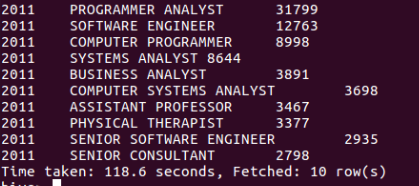 2011 PROGRAMMER ANALYST 31799
2011 SOFTWARE ENGINEER 12763
2011 COMPUTER PROGRAMMER 8998
2011 SYSTEMS ANALYST 8644
2011 BUSINESS ANALYST 3891
2011 COMPUTER SYSTEMS ANALYST 3698
2011 ASSISTANT PROFESSOR 3467
2011 PHYSICAL THERAPIST 3377
2011 SENIOR SOFTWARE ENGINEER 2935
2011 SENIOR CONSULTANT 2798
Time taken: 118.6 seconds, Fetched: 10 row(s)